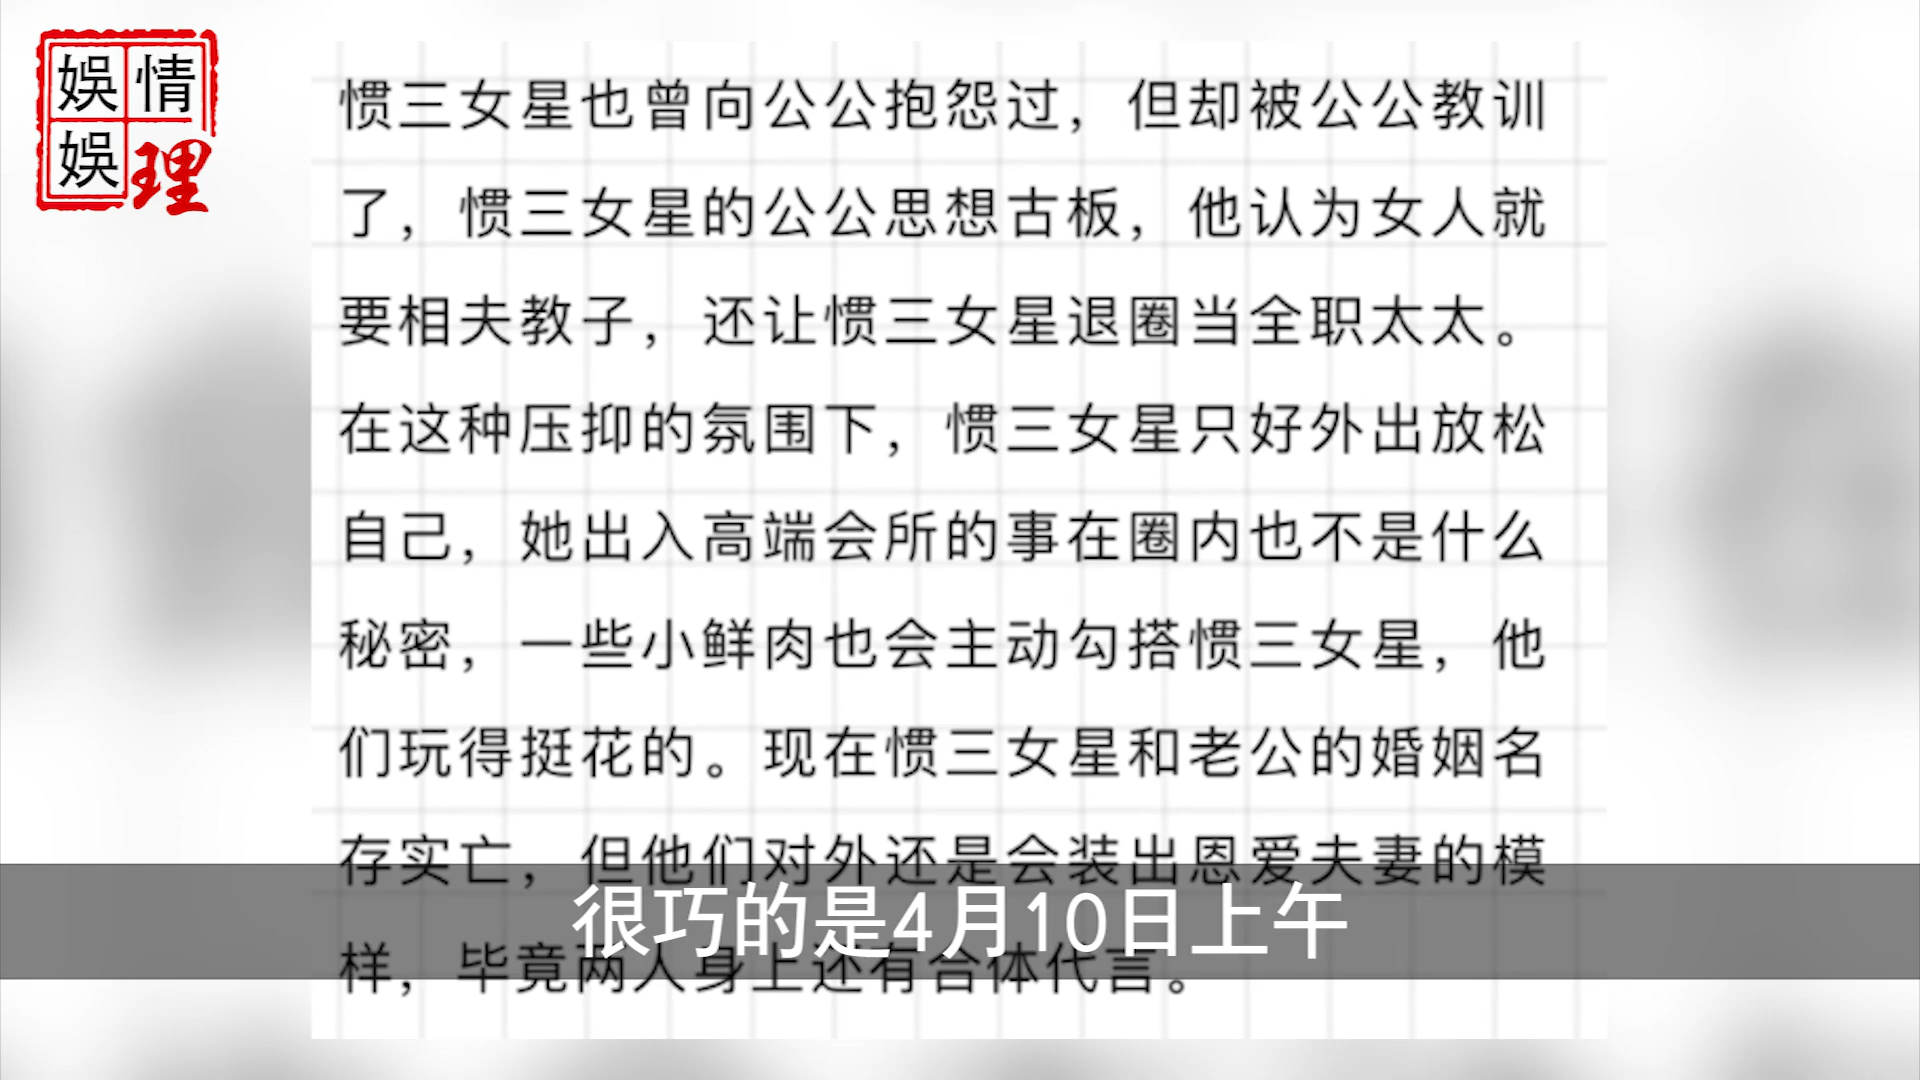 娱情
娱理
惯三女星也曾向公公抱怨过，但却被公公教训
了，惯三女星的公公思想古板，他认为女人就
要相夫教子，还让惯三女星退圈当全职太太。
在这种压抑的氛围下，惯三女星只好外出放松
自己，她出入高端会所的事在圈内也不是什么
秘密，一些小鲜肉也会主动勾搭惯三女星，他
们玩得挺花的。现在惯三女星和老公的婚姻名
存实亡，但他们对外还是会装出恩爱夫妻的模
样，毕竟两人身上还有合体代言。
很巧的是4月10日上午